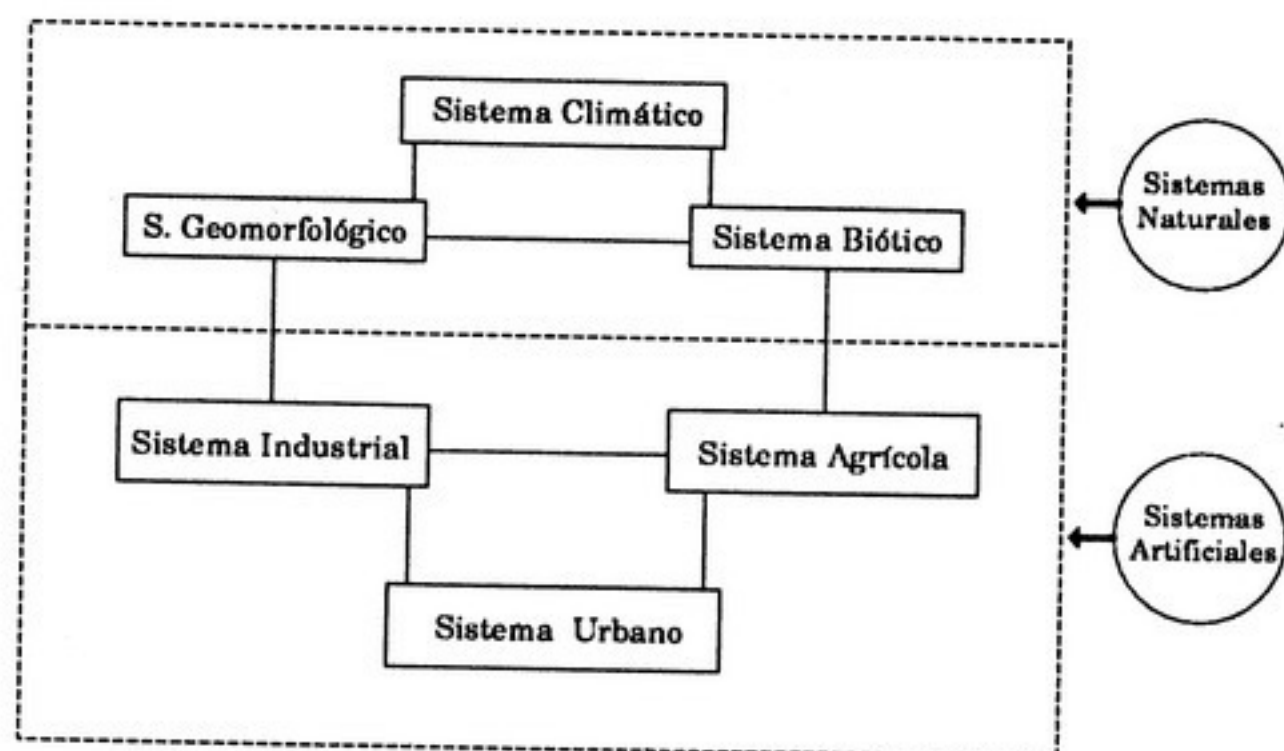 Sistema Climático
S. Geomorfológico
Sistema Biótico
Sistemas
Naturales
Sistema Industrial
Sistema Agrícola
Sistema Urbano
Sistemas
Artificiales